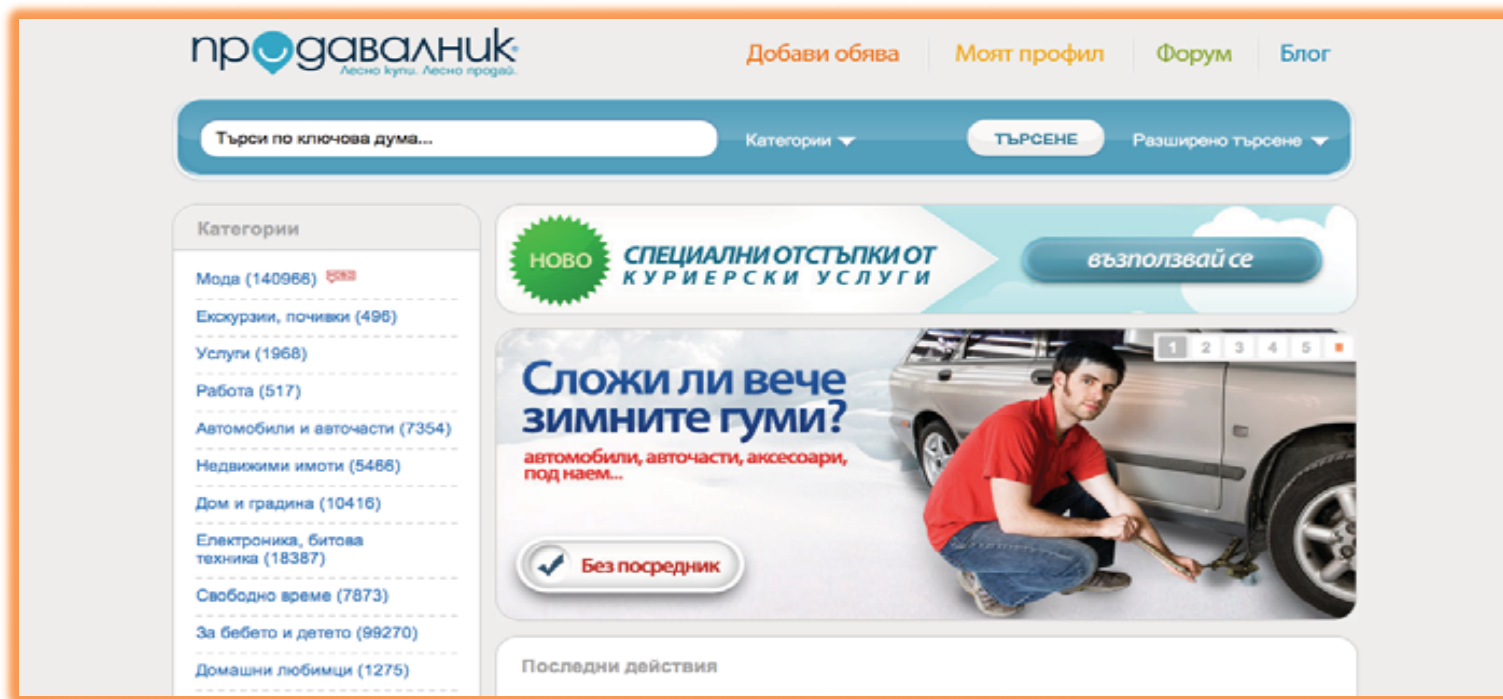 продавалник
Лесно купи. Лесно продай.
Добави обява
Моят профил
Форум
Блог
Търси по ключова дума...
Категории
ТЪРСЕНЕ
Разширено търсене
Категории
Мода (140966)
Екскурзии, почивки (496)
Услуги (1968)
Работа (517)
Автомобили и авточасти (7354)
Недвижими имоти (5466)
Дом и градина (10416)
Електроника, битова
техника (18387)
Свободно време (7873)
За бебето и детето (99270)
Домашни любимци (1275)
НОВО
СПЕЦИАЛНИ ОТСТЪПКИ ОТ
КУРИЕРСКИ УСЛУГИ
възползвай се
1 2 3 4 5
Сложи ли вече
зимните гуми?
автомобили, авточасти, аксесоари,
под наем...
Без посредник
Последни действия